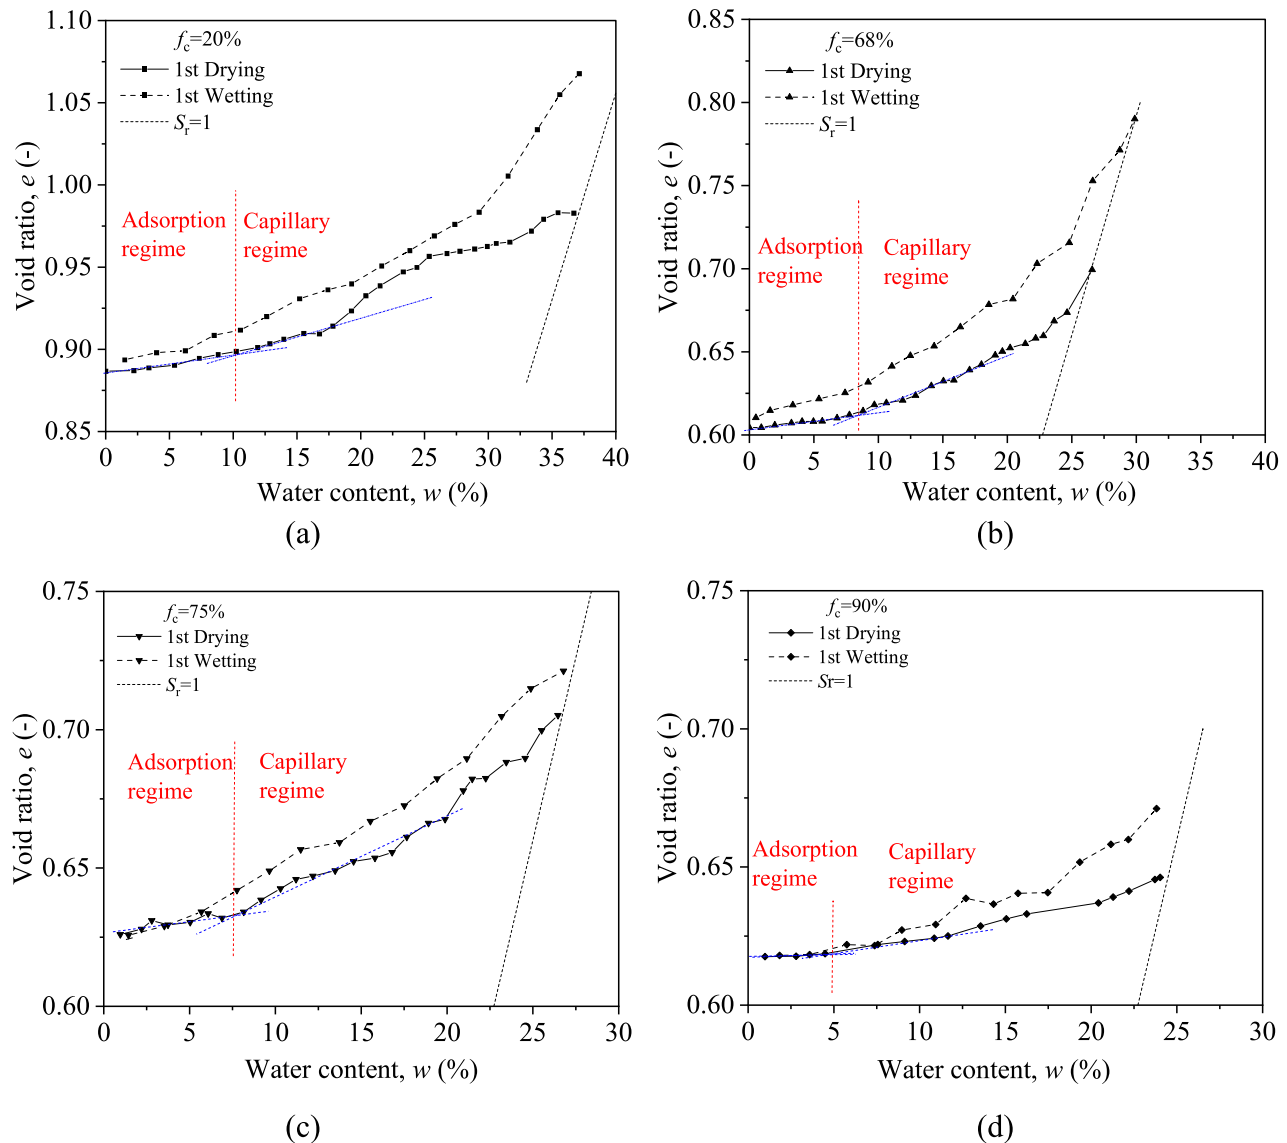 1.10
1.05
1.00
0.95
0.90
0.85
Void ratio, e (-)
fc=20%
1st Drying
1st Wetting
Sr=1
Adsorption
regime
Capillary
regime
0 5 10 15 20 25 30 35 40
Water content, w (%)
(a)
0.85
0.80
0.75
0.70
0.65
0.60
Void ratio, e (-)
fc=68%
1st Drying
1st Wetting
Sr=1
Adsorption
regime
Capillary
regime
0 5 10 15 20 25 30 35 40
Water content, w (%)
(b)
0.75
0.70
0.65
0.60
Void ratio, e (-)
fc=75%
1st Drying
1st Wetting
Sr=1
Adsorption
regime
Capillary
regime
0 5 10 15 20 25 30
Water content, w (%)
(c)
0.75
0.70
0.65
0.60
Void ratio, e (-)
fc=90%
1st Drying
1st Wetting
Sr=1
Adsorption
regime
Capillary
regime
0 5 10 15 20 25 30
Water content, w (%)
(d)